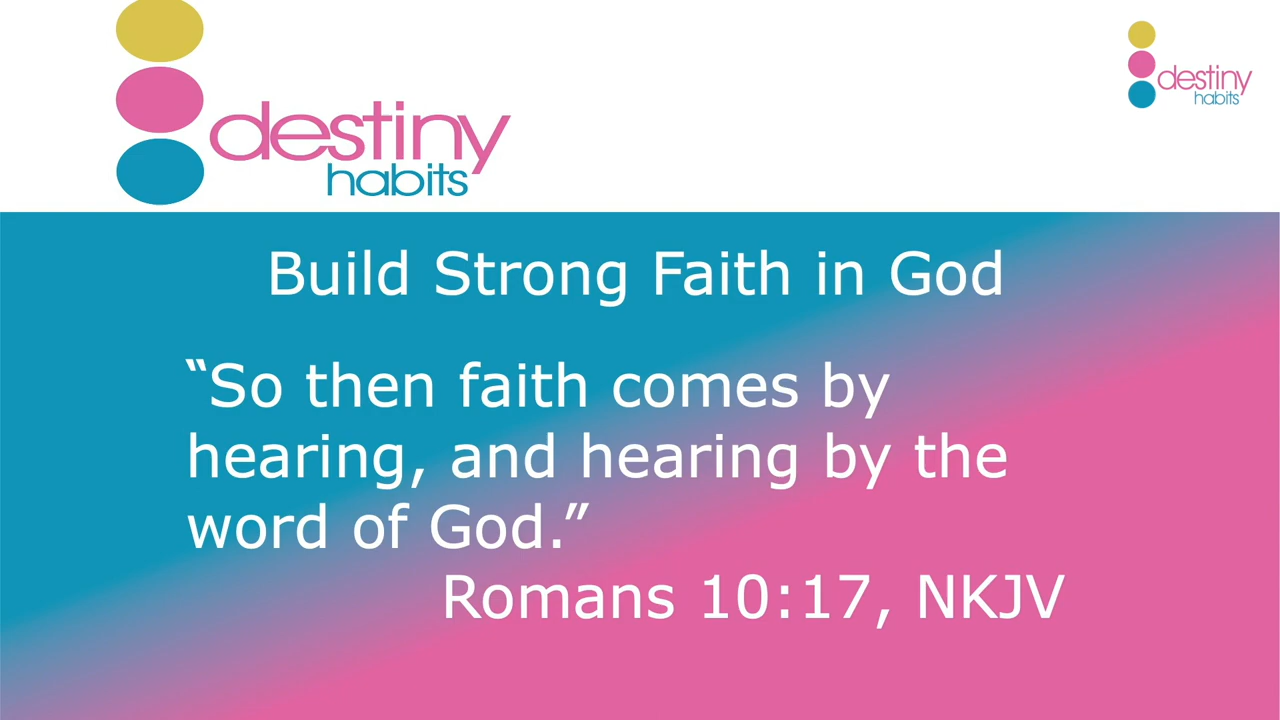 destiny
habits
destiny
habits
Build Strong Faith in God
“So then faith comes by
hearing, and hearing by the
word of God.”
Romans 10:17, NKJV